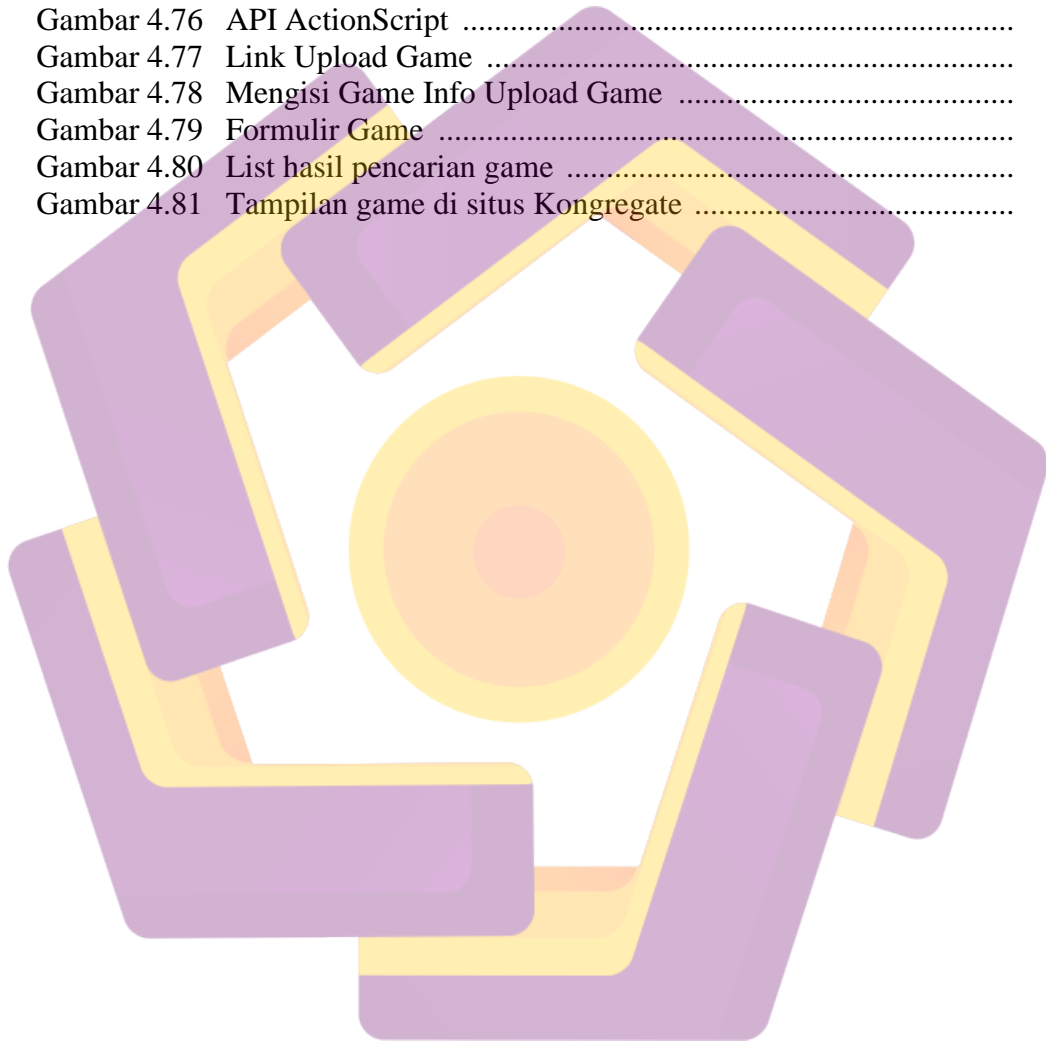 Gambar 4.76 API ActionScript ......................................................................
Gambar 4.77 Link Upload Game ...................................................................
Gambar 4.78 Mengisi Game Info Upload Game ...........................................
Gambar 4.79 Formulir Game .........................................................................
Gambar 4.80 List hasil pencarian game .........................................................
Gambar 4.81 Tampilan game di situs Kongregate .........................................